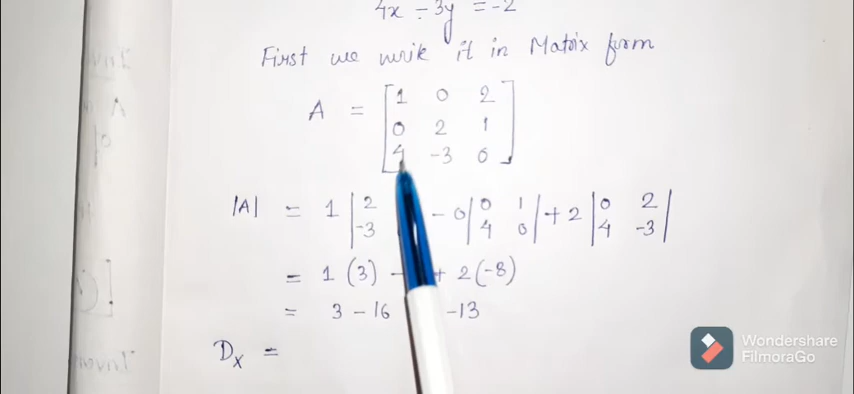 4x - 3y = -2
First we write it in Matrix form
A = [1 0 2
0 2 1
4 -3 0]
|A| = 1 |2
-3 - 0 |0 1
4 0| + 2 |0 2
4 -3|
= 1 (3) - + 2(-8)
= 3 - 16 -13
Dx =
Wondershare
FilmoraGo